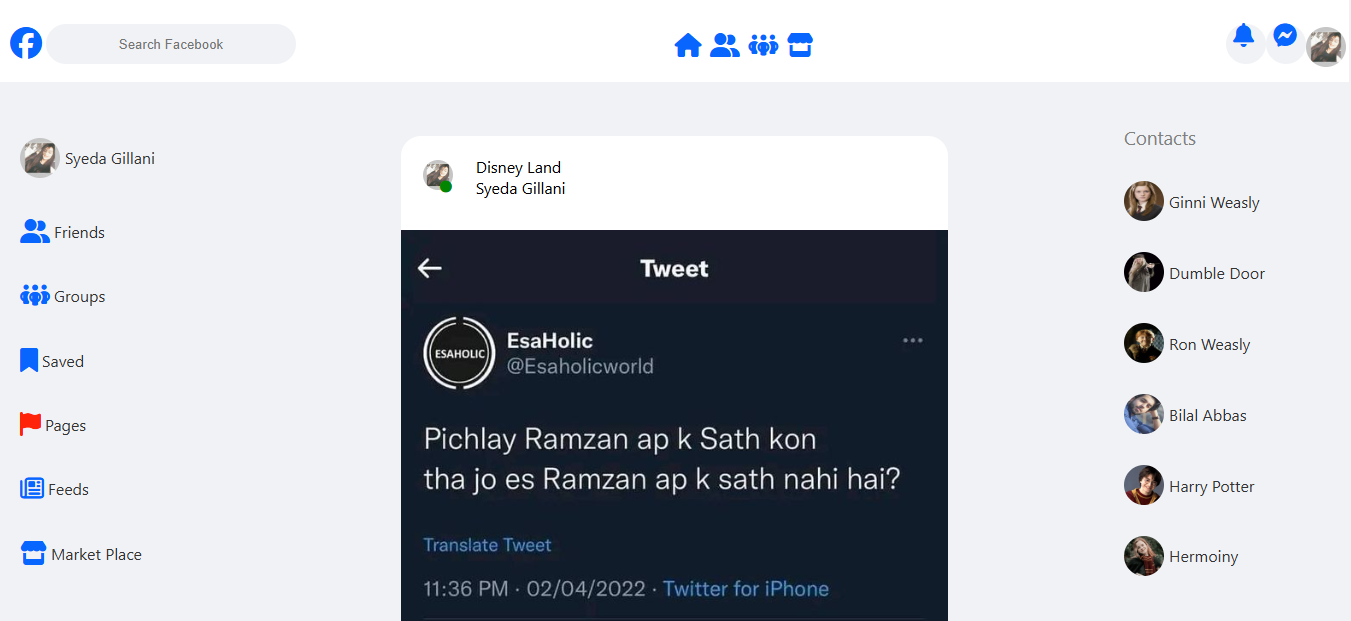 Search Facebook
Syeda Gillani
Friends
Groups
Saved
Pages
Feeds
Market Place
Disney Land
Syeda Gillani
Tweet
ESAHOLIC
EsaHolic
@Esaholicworld
Pichlay Ramzan ap k Sath kon
tha jo es Ramzan ap k sath nahi hai?
Translate Tweet
11:36 PM · 02/04/2022 · Twitter for iPhone
Contacts
Ginni Weasly
Dumble Door
Ron Weasly
Bilal Abbas
Harry Potter
Hermoiny